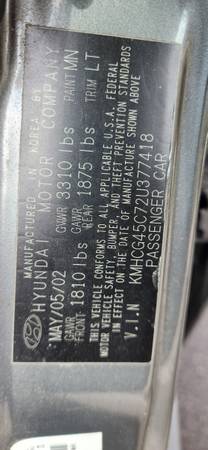 MANUFACTURED IN KOREA BY
HYUNDAI MOTOR COMPANY
MAY/05/02 GVWR 3310 lbs PAINT MN
GAWR FRONT 1810 lbs GAWR REAR 1875 lbs TRIM LT
THIS VEHICLE CONFORMS TO ALL APPLICABLE U.S.A. FEDERAL
MOTOR VEHICLE SAFETY, BUMPER, AND THEFT PREVENTION STANDARDS
IN EFFECT ON THE DATE OF MANUFACTURE SHOWN ABOVE.
V.I.N KMHCG45C72U377418
PASSENGER CAR